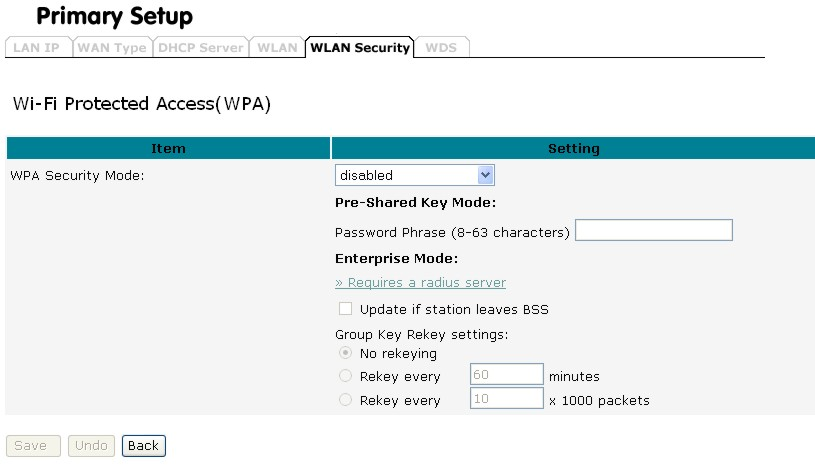 Primary Setup
LAN IP WAN Type DHCP Server WLAN WLAN Security WDS
Wi-Fi Protected Access(WPA)
Item Setting
WPA Security Mode: disabled
Pre-Shared Key Mode:
Password Phrase (8-63 characters)
Enterprise Mode:
» Requires a radius server
Update if station leaves BSS
Group Key Rekey settings:
No rekeying
Rekey every 60 minutes
Rekey every 10 x 1000 packets
Save Undo Back